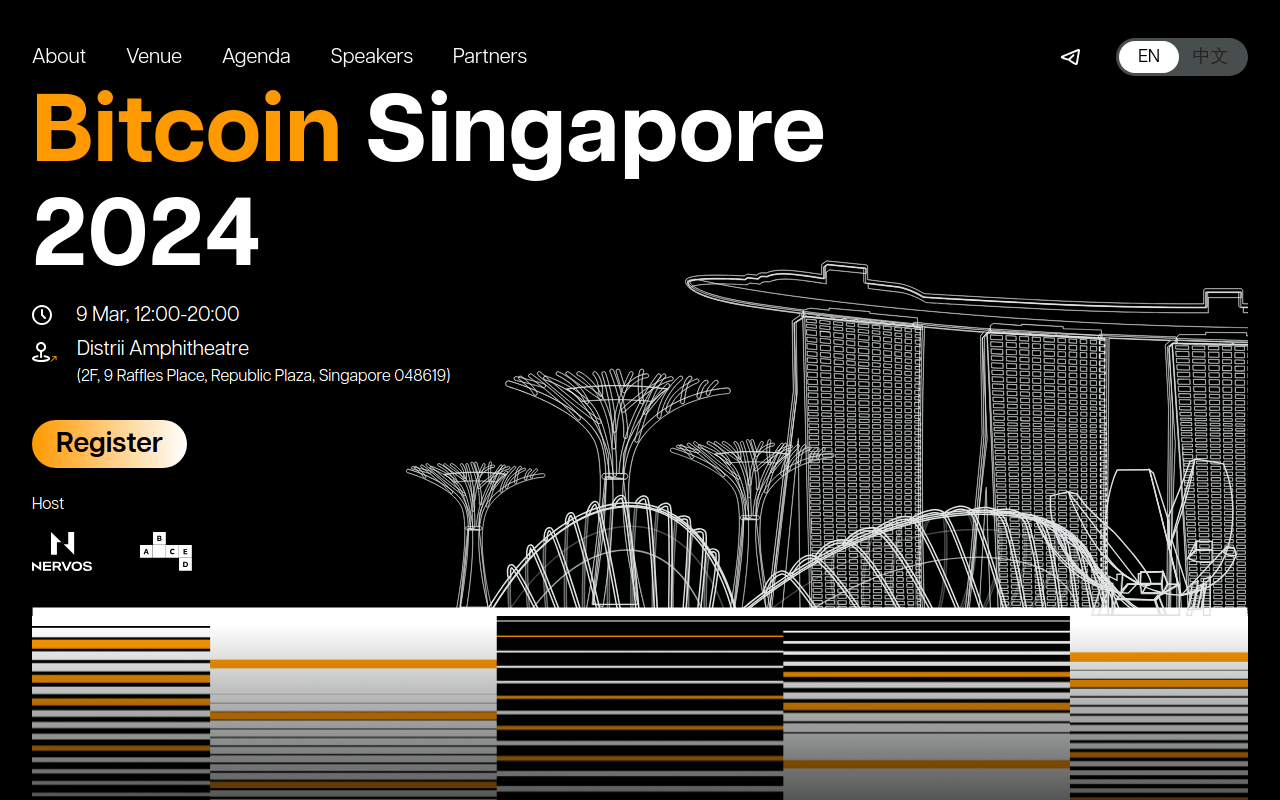 About Venue Agenda Speakers Partners EN 中文
Bitcoin Singapore
2024
9 Mar, 12:00-20:00
Distrii Amphitheatre
(2F, 9 Raffles Place, Republic Plaza, Singapore 048619)
Register
Host
NERVOS
B
A C E
D